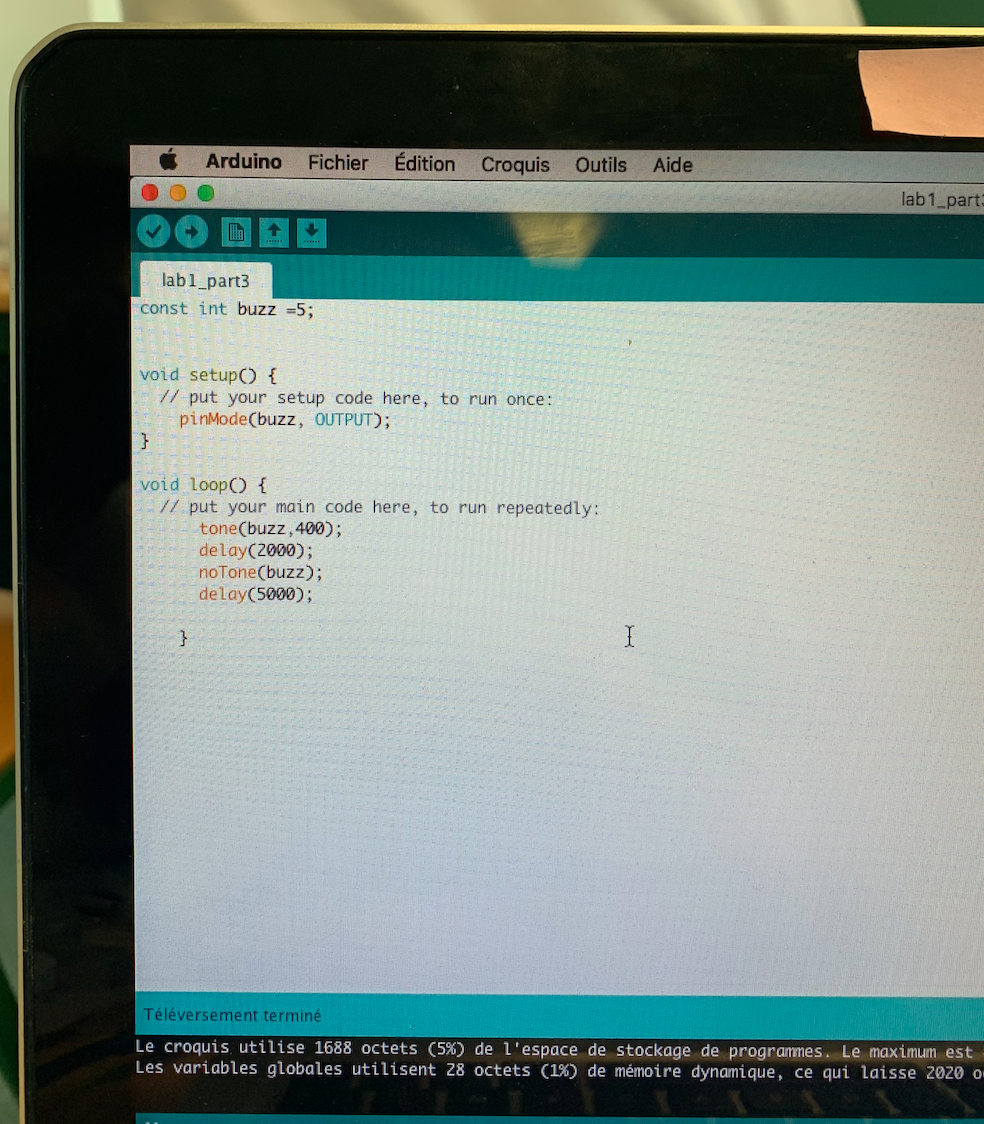 Arduino Fichier Édition Croquis Outils Aide
lab1_part3
const int buzz =5;
void setup() {
// put your setup code here, to run once:
pinMode(buzz, OUTPUT);
}
void loop() {
// put your main code here, to run repeatedly:
tone(buzz,400);
delay(2000);
noTone(buzz);
delay(5000);
}
Téléversement terminé
Le croquis utilise 1688 octets (5%) de l'espace de stockage de programmes. Le maximum est
Les variables globales utilisent 28 octets (1%) de mémoire dynamique, ce qui laisse 2020